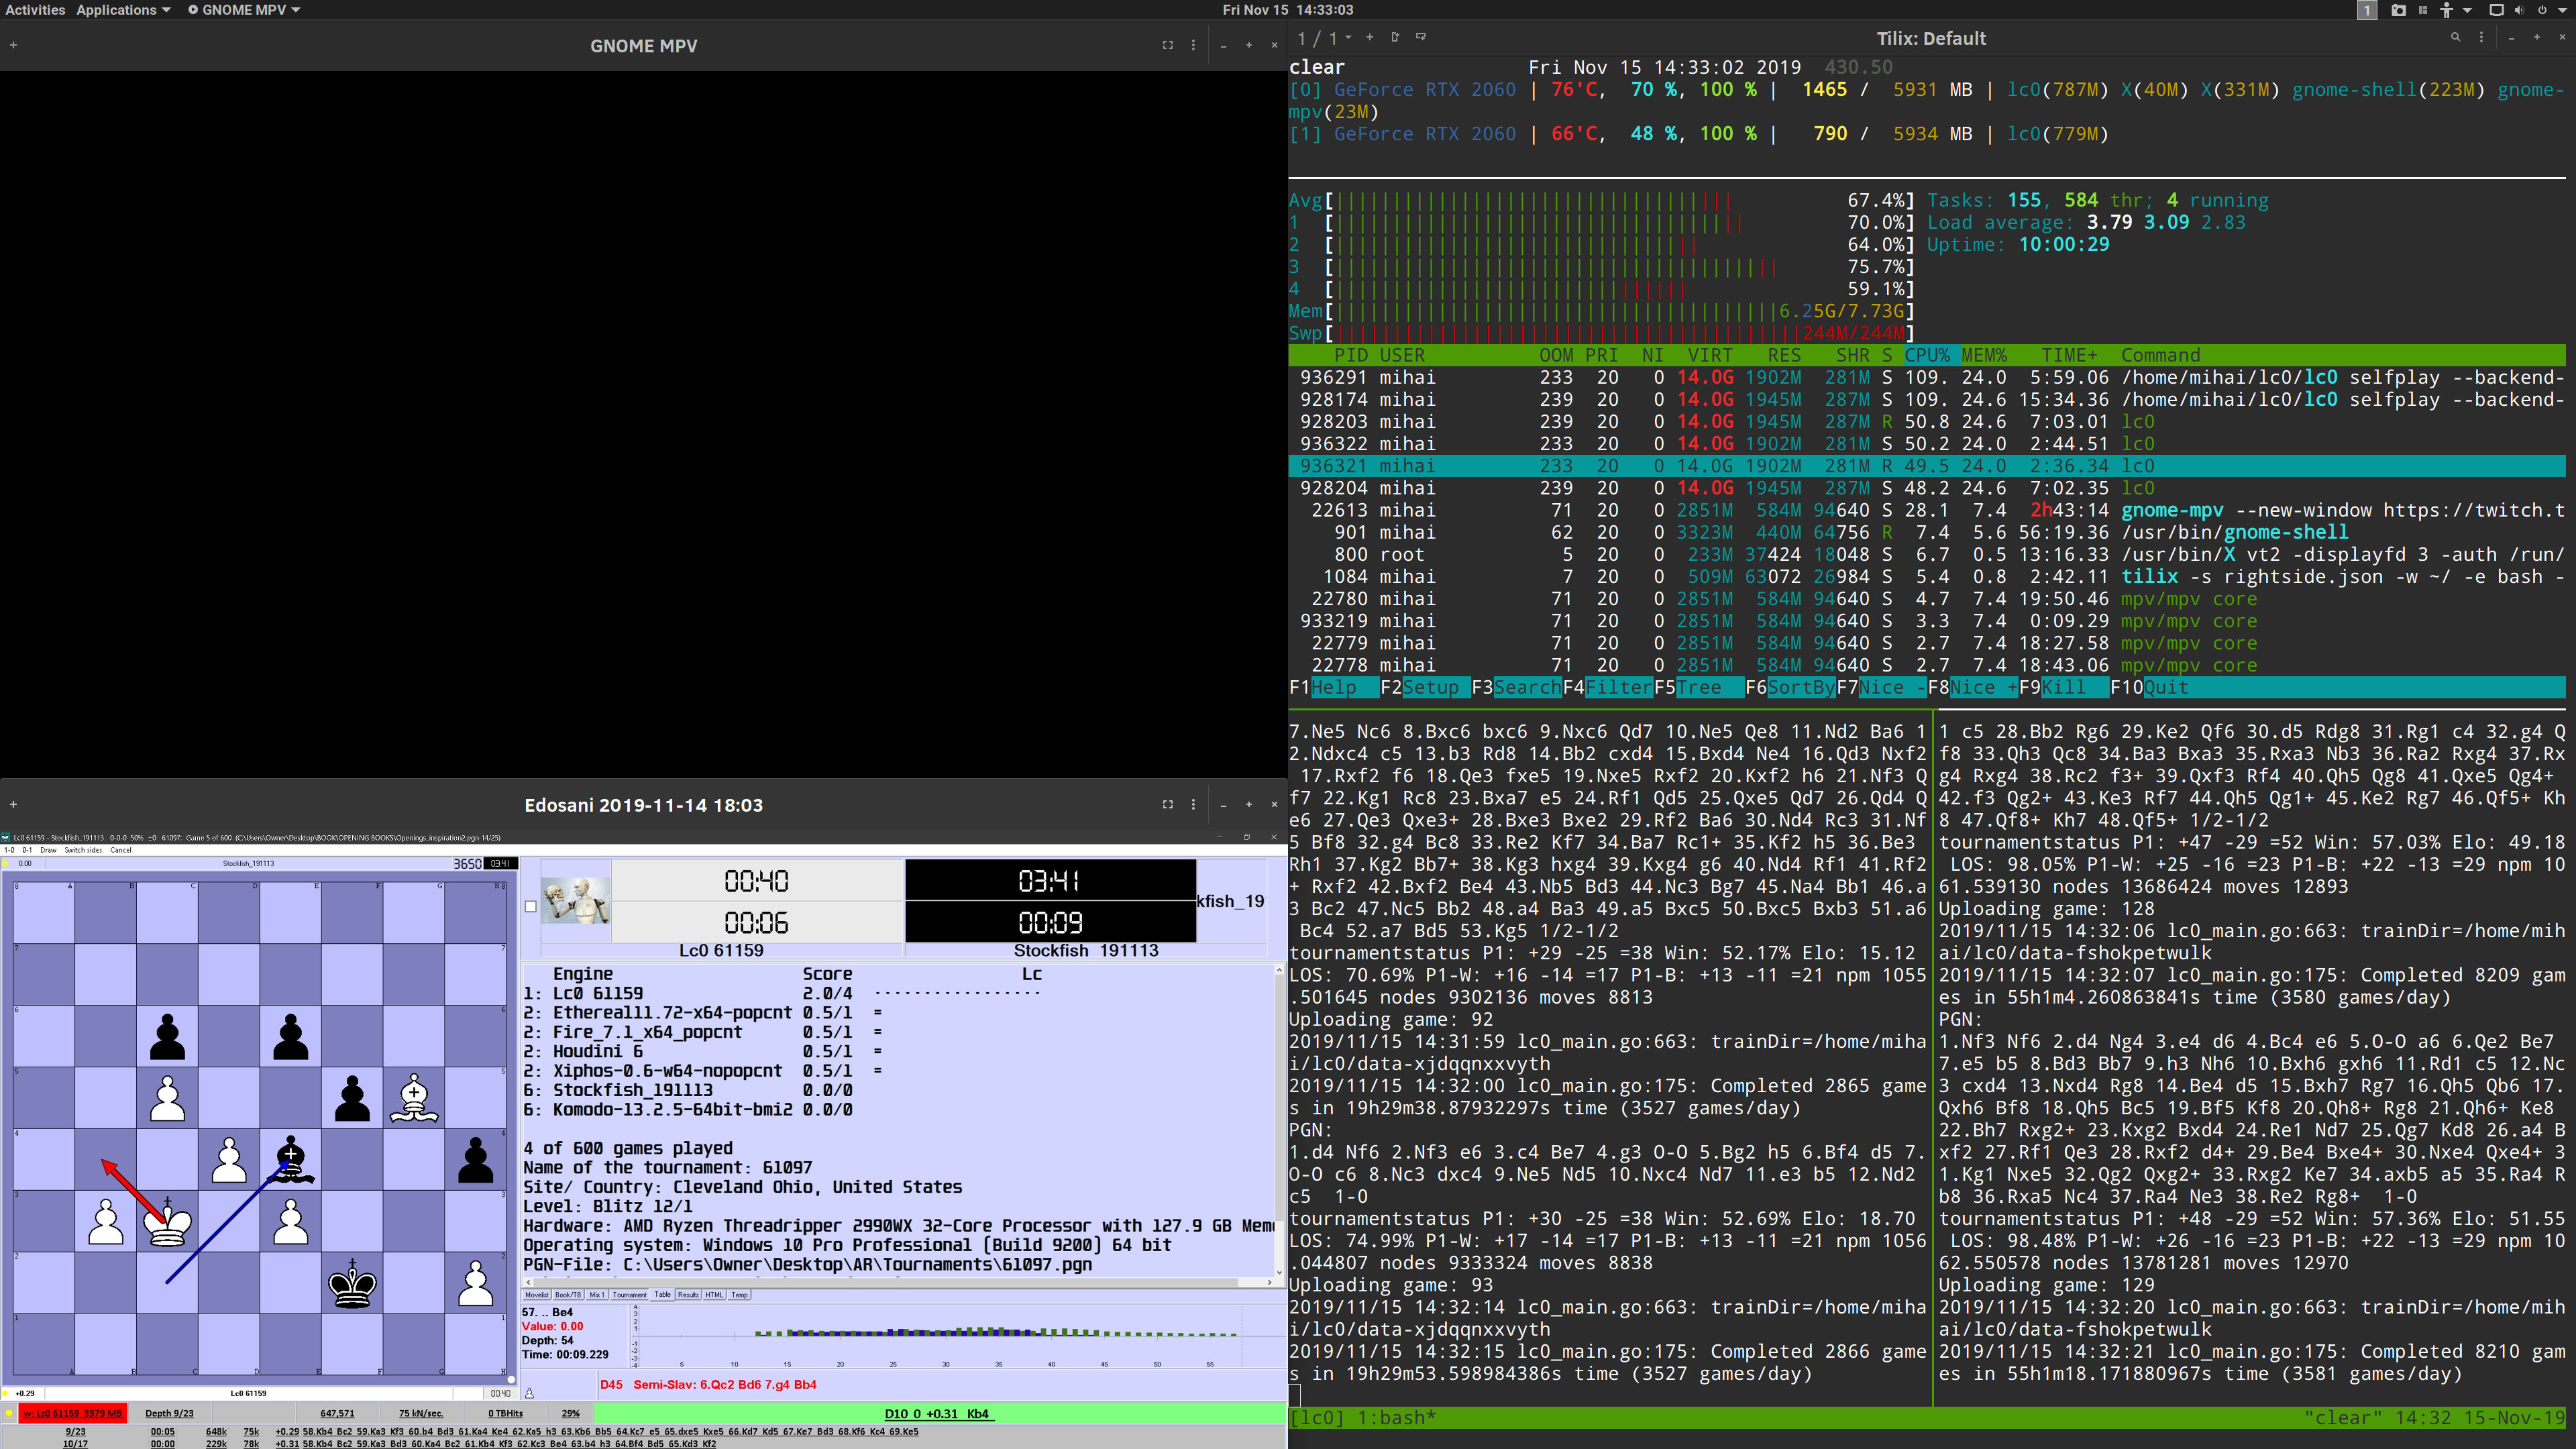 Activities Applications GNOME MPV Fri Nov 15 14:33:03 1
GNOME MPV
Edosani 2019-11-14 18:03
Lc0 61159 - Stockfish_191113 0-0-0 50% ±0 61097: Game 5 of 600 (C:\Users\Owner\Desktop\BOOK\OPENING BOOKS\Openings_inspiration2.pgn 14/25)
1-0 0-1 Draw Switch sides Cancel
0.00 Stockfish_191113 3650 03:41
+0.29 Lc0 61159 00:40
00:40 03:41
00:06 00:09
kfish_19
Lc0 61159 Stockfish 191113
Engine Score Lc
1: Lc0 61159 2.0/4 ------------------
2: Ethereal11.72-x64-popcnt 0.5/1 =
2: Fire_7.1_x64_popcnt 0.5/1 =
2: Houdini 6 0.5/1 =
2: Xiphos-0.6-w64-nopopcnt 0.5/1 =
6: Stockfish_191113 0.0/0
6: Komodo-13.2.5-64bit-bmi2 0.0/0
4 of 600 games played
Name of the tournament: 61097
Site/ Country: Cleveland Ohio, United States
Level: Blitz 12/1
Hardware: AMD Ryzen Threadripper 2990WX 32-Core Processor with 127.9 GB Mem
Operating system: Windows 10 Pro Professional (Build 9200) 64 bit
PGN-File: C:\Users\Owner\Desktop\AR\Tournaments\61097.pgn
Movelist Book/TB Mix 1 Tournament Table Results HTML Temp
57. .. Be4
Value: 0.00
Depth: 54
Time: 00:09.229
5 10 15 20 25 30 35 40 45 50 55
D45 Semi-Slav: 6.Qc2 Bd6 7.g4 Bb4
w: Lc0 61159 3979 MB Depth 9/23 647,571 75 kN/sec. 0 TBHits 29% D10 0 +0.31 Kb4
9/23 00:05 648k 75k +0.29 58.Kb4 Bc2 59.Ka3 Kf3 60.b4 Bd3 61.Ka4 Ke4 62.Ka5 h3 63.Kb6 Bb5 64.Kc7 e5 65.dxe5 Kxe5 66.Kd7 Kd5 67.Ke7 Bd3 68.Kf6 Kc4 69.Ke5
10/17 00:00 229k 78k +0.31 58.Kb4 Bc2 59.Ka3 Bd3 60.Ka4 Bc2 61.Kb4 Kf3 62.Kc3 Be4 63.b4 h3 64.Bf4 Bd5 65.Kd3 Kf2
1 / 1 Tilix: Default
clear Fri Nov 15 14:33:02 2019 430.50
[0] GeForce RTX 2060 | 76'C, 70 %, 100 % | 1465 / 5931 MB | lc0(787M) X(40M) X(331M) gnome-shell(223M) gnome-
mpv(23M)
[1] GeForce RTX 2060 | 66'C, 48 %, 100 % | 790 / 5934 MB | lc0(779M)
Avg[ 67.4%] Tasks: 155, 584 thr; 4 running
1 [ 70.0%] Load average: 3.79 3.09 2.83
2 [ 64.0%] Uptime: 10:00:29
3 [ 75.7%]
4 [ 59.1%]
Mem[ 6.25G/7.73G]
Swp[ 244M/244M]
PID USER OOM PRI NI VIRT RES SHR S CPU% MEM% TIME+ Command
936291 mihai 233 20 0 14.0G 1902M 281M S 109. 24.0 5:59.06 /home/mihai/lc0/lc0 selfplay --backend-
928174 mihai 239 20 0 14.0G 1945M 287M S 109. 24.6 15:34.36 /home/mihai/lc0/lc0 selfplay --backend-
928203 mihai 239 20 0 14.0G 1945M 287M R 50.8 24.6 7:03.01 lc0
936322 mihai 233 20 0 14.0G 1902M 281M S 50.2 24.0 2:44.51 lc0
936321 mihai 233 20 0 14.0G 1902M 281M R 49.5 24.0 2:36.34 lc0
928204 mihai 239 20 0 14.0G 1945M 287M S 48.2 24.6 7:02.35 lc0
22613 mihai 71 20 0 2851M 584M 94640 S 28.1 7.4 2h43:14 gnome-mpv --new-window https://twitch.t
901 mihai 62 20 0 3323M 440M 64756 R 7.4 5.6 56:19.36 /usr/bin/gnome-shell
800 root 5 20 0 233M 37424 18048 S 6.7 0.5 13:16.33 /usr/bin/X vt2 -displayfd 3 -auth /run/
1084 mihai 7 20 0 509M 63072 26984 S 5.4 0.8 2:42.11 tilix -s rightside.json -w ~/ -e bash -
22780 mihai 71 20 0 2851M 584M 94640 S 4.7 7.4 19:50.46 mpv/mpv core
933219 mihai 71 20 0 2851M 584M 94640 S 3.3 7.4 0:09.29 mpv/mpv core
22779 mihai 71 20 0 2851M 584M 94640 S 2.7 7.4 18:27.58 mpv/mpv core
22778 mihai 71 20 0 2851M 584M 94640 S 2.7 7.4 18:43.06 mpv/mpv core
F1Help F2Setup F3SearchF4FilterF5Tree F6SortByF7Nice -F8Nice +F9Kill F10Quit
7.Ne5 Nc6 8.Bxc6 bxc6 9.Nxc6 Qd7 10.Ne5 Qe8 11.Nd2 Ba6 1
2.Ndxc4 c5 13.b3 Rd8 14.Bb2 cxd4 15.Bxd4 Ne4 16.Qd3 Nxf2
17.Rxf2 f6 18.Qe3 fxe5 19.Nxe5 Rxf2 20.Kxf2 h6 21.Nf3 Q
f7 22.Kg1 Rc8 23.Bxa7 e5 24.Rf1 Qd5 25.Qxe5 Qd7 26.Qd4 Q
e6 27.Qe3 Qxe3+ 28.Bxe3 Bxe2 29.Rf2 Ba6 30.Nd4 Rc3 31.Nf
5 Bf8 32.g4 Bc8 33.Re2 Kf7 34.Ba7 Rc1+ 35.Kf2 h5 36.Be3
Rh1 37.Kg2 Bb7+ 38.Kg3 hxg4 39.Kxg4 g6 40.Nd4 Rf1 41.Rf2
+ Rxf2 42.Bxf2 Be4 43.Nb5 Bd3 44.Nc3 Bg7 45.Na4 Bb1 46.a
3 Bc2 47.Nc5 Bb2 48.a4 Ba3 49.a5 Bxc5 50.Bxc5 Bxb3 51.a6
Bc4 52.a7 Bd5 53.Kg5 1/2-1/2
tournamentstatus P1: +29 -25 =38 Win: 52.17% Elo: 15.12
LOS: 70.69% P1-W: +16 -14 =17 P1-B: +13 -11 =21 npm 1055
.501645 nodes 9302136 moves 8813
Uploading game: 92
2019/11/15 14:31:59 lc0_main.go:663: trainDir=/home/miha
i/lc0/data-xjdqqnxxvyth
2019/11/15 14:32:00 lc0_main.go:175: Completed 2865 game
s in 19h29m38.87932297s time (3527 games/day)
PGN:
1.d4 Nf6 2.Nf3 e6 3.c4 Be7 4.g3 O-O 5.Bg2 h5 6.Bf4 d5 7.
O-O c6 8.Nc3 dxc4 9.Ne5 Nd5 10.Nxc4 Nd7 11.e3 b5 12.Nd2
c5 1-0
tournamentstatus P1: +30 -25 =38 Win: 52.69% Elo: 18.70
LOS: 74.99% P1-W: +17 -14 =17 P1-B: +13 -11 =21 npm 1056
.044807 nodes 9333324 moves 8838
Uploading game: 93
2019/11/15 14:32:14 lc0_main.go:663: trainDir=/home/miha
i/lc0/data-xjdqqnxxvyth
2019/11/15 14:32:15 lc0_main.go:175: Completed 2866 game
s in 19h29m53.598984386s time (3527 games/day)
1 c5 28.Bb2 Rg6 29.Ke2 Qf6 30.d5 Rdg8 31.Rg1 c4 32.g4 Q
f8 33.Qh3 Qc8 34.Ba3 Bxa3 35.Rxa3 Nb3 36.Ra2 Rxg4 37.Rx
g4 Rxg4 38.Rc2 f3+ 39.Qxf3 Rf4 40.Qh5 Qg8 41.Qxe5 Qg4+
42.f3 Qg2+ 43.Ke3 Rf7 44.Qh5 Qg1+ 45.Ke2 Rg7 46.Qf5+ Kh
8 47.Qf8+ Kh7 48.Qf5+ 1/2-1/2
tournamentstatus P1: +47 -29 =52 Win: 57.03% Elo: 49.18
LOS: 98.05% P1-W: +25 -16 =23 P1-B: +22 -13 =29 npm 10
61.539130 nodes 13686424 moves 12893
Uploading game: 128
2019/11/15 14:32:06 lc0_main.go:663: trainDir=/home/mih
ai/lc0/data-fshokpetwulk
2019/11/15 14:32:07 lc0_main.go:175: Completed 8209 gam
es in 55h1m4.260863841s time (3580 games/day)
PGN:
1.Nf3 Nf6 2.d4 Ng4 3.e4 d6 4.Bc4 e6 5.O-O a6 6.Qe2 Be7
7.e5 b5 8.Bd3 Bb7 9.h3 Nh6 10.Bxh6 gxh6 11.Rd1 c5 12.Nc
3 cxd4 13.Nxd4 Rg8 14.Be4 d5 15.Bxh7 Rg7 16.Qh5 Qb6 17.
Qxh6 Bf8 18.Qh5 Bc5 19.Bf5 Kf8 20.Qh8+ Rg8 21.Qh6+ Ke8
22.Bh7 Rxg2+ 23.Kxg2 Bxd4 24.Re1 Nd7 25.Qg7 Kd8 26.a4 B
xf2 27.Rf1 Qe3 28.Rxf2 d4+ 29.Be4 Bxe4+ 30.Nxe4 Qxe4+ 3
1.Kg1 Nxe5 32.Qg2 Qxg2+ 33.Rxg2 Ke7 34.axb5 a5 35.Ra4 R
b8 36.Rxa5 Nc4 37.Ra4 Ne3 38.Re2 Rg8+ 1-0
tournamentstatus P1: +48 -29 =52 Win: 57.36% Elo: 51.55
LOS: 98.48% P1-W: +26 -16 =23 P1-B: +22 -13 =29 npm 10
62.550578 nodes 13781281 moves 12970
Uploading game: 129
2019/11/15 14:32:20 lc0_main.go:663: trainDir=/home/mih
ai/lc0/data-fshokpetwulk
2019/11/15 14:32:21 lc0_main.go:175: Completed 8210 gam
es in 55h1m18.171880967s time (3581 games/day)
[lc0] 1:bash* "clear" 14:32 15-Nov-19